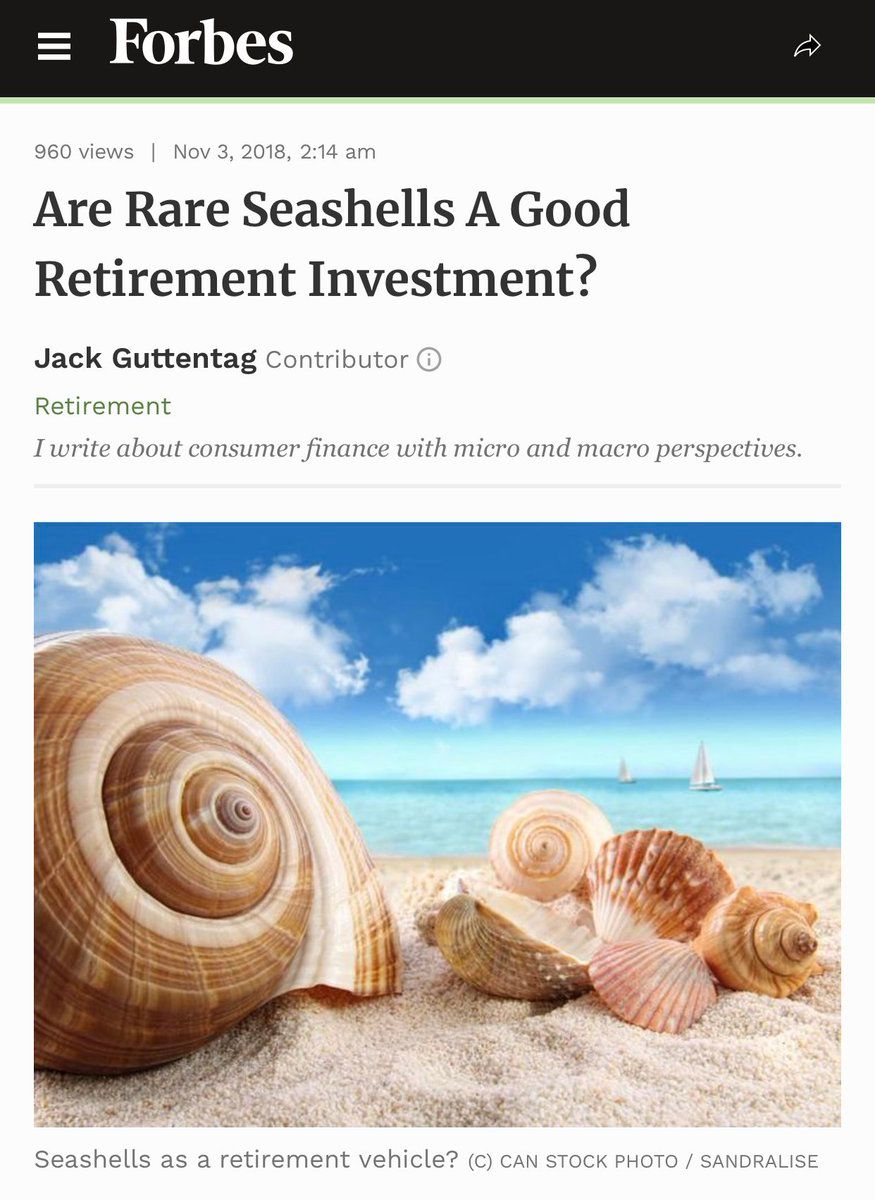 Forbes
960 views | Nov 3, 2018, 2:14 am
Are Rare Seashells A Good
Retirement Investment?
Jack Guttentag Contributor
Retirement
I write about consumer finance with micro and macro perspectives.
Seashells as a retirement vehicle? (C) CAN STOCK PHOTO / SANDRALISE